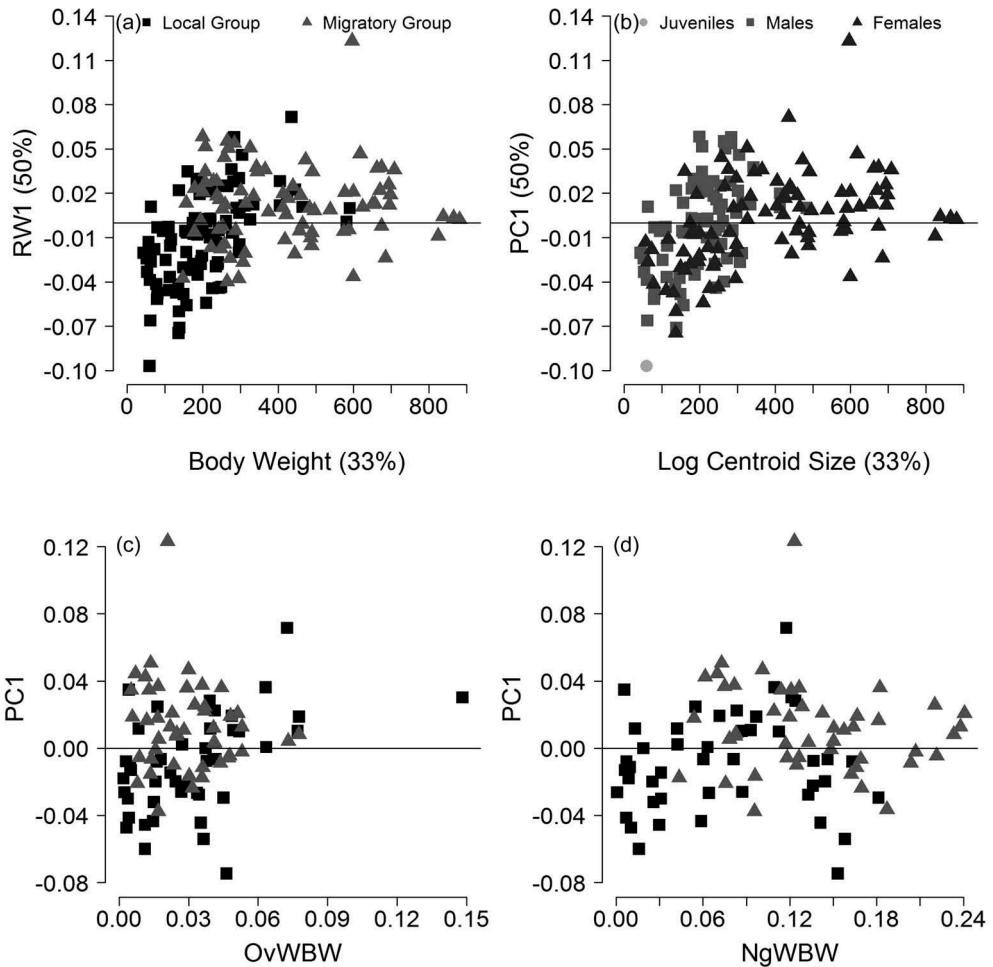 (a) Local Group Migratory Group
0.14
0.11
0.08
0.05
0.02
-0.01
-0.04
-0.07
-0.10
RW1 (50%)
0 200 400 600 800
Body Weight (33%)
(b) Juveniles Males Females
0.14
0.11
0.08
0.05
0.02
-0.01
-0.04
-0.07
-0.10
PC1 (50%)
0 200 400 600 800
Log Centroid Size (33%)
(c)
0.12
0.08
0.04
0.00
-0.04
-0.08
PC1
0.00 0.03 0.06 0.09 0.12 0.15
OvWBW
(d)
0.12
0.08
0.04
0.00
-0.04
-0.08
PC1
0.00 0.06 0.12 0.18 0.24
NgWBW